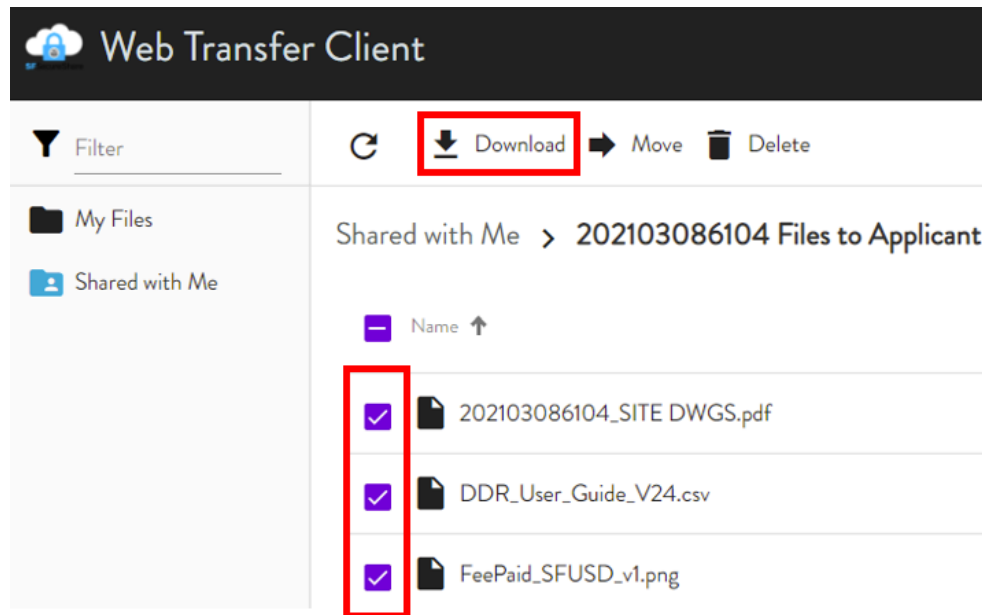 Web Transfer Client
Filter
Download Move Delete
My Files
Shared with Me
Shared with Me > 202103086104 Files to Applicant
Name
202103086104_SITE DWGS.pdf
DDR_User_Guide_V24.csv
FeePaid_SFUSD_v1.png